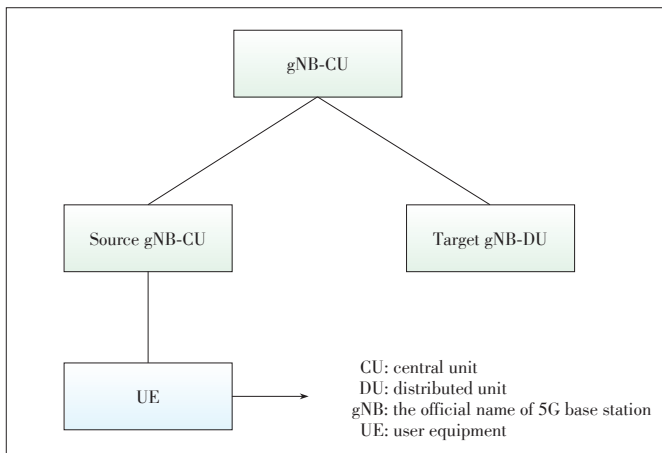 gNB-CU
Source gNB-CU
Target gNB-DU
UE
CU: central unit
DU: distributed unit
gNB: the official name of 5G base station
UE: user equipment